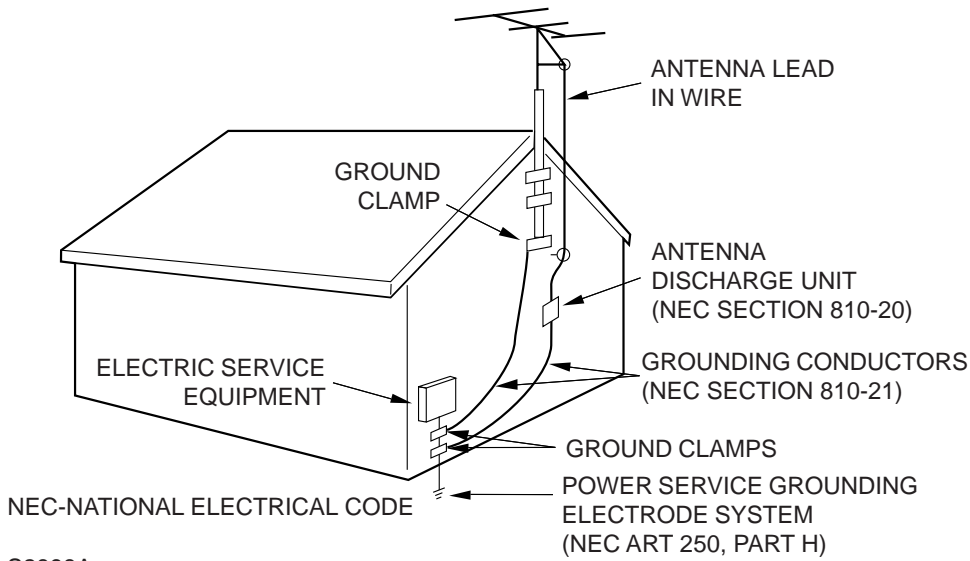 ANTENNA LEAD
IN WIRE
GROUND
CLAMP
ANTENNA
DISCHARGE UNIT
(NEC SECTION 810-20)
ELECTRIC SERVICE
EQUIPMENT
GROUNDING CONDUCTORS
(NEC SECTION 810-21)
GROUND CLAMPS
POWER SERVICE GROUNDING
ELECTRODE SYSTEM
(NEC ART 250, PART H)
NEC-NATIONAL ELECTRICAL CODE